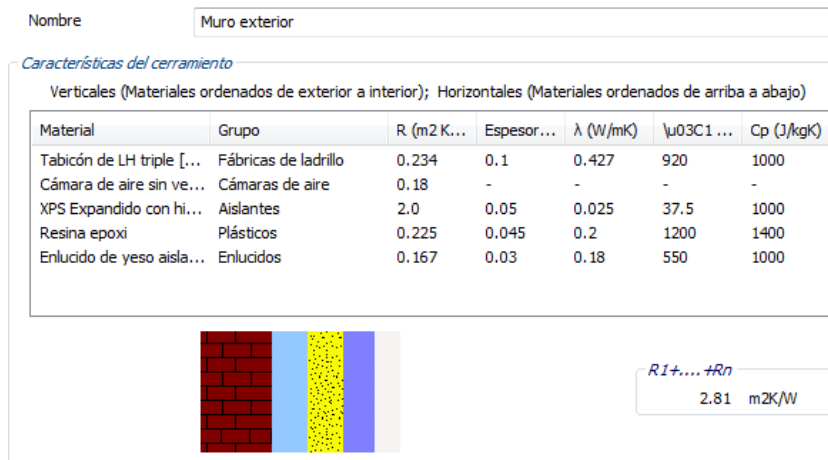 Nombre Muro exterior
Características del cerramiento
Verticales (Materiales ordenados de exterior a interior); Horizontales (Materiales ordenados de arriba a abajo)
Material Grupo R (m2 K... Espesor... λ (W/mK) \u03C1 ... Cp (J/kgK)
Tabicón de LH triple [... Fábricas de ladrillo 0.234 0.1 0.427 920 1000
Cámara de aire sin ve... Cámaras de aire 0.18 - - - -
XPS Expandido con hi... Aislantes 2.0 0.05 0.025 37.5 1000
Resina epoxi Plásticos 0.225 0.045 0.2 1200 1400
Enlucido de yeso aisla... Enlucidos 0.167 0.03 0.18 550 1000
R1+....+Rn
2.81 m2K/W